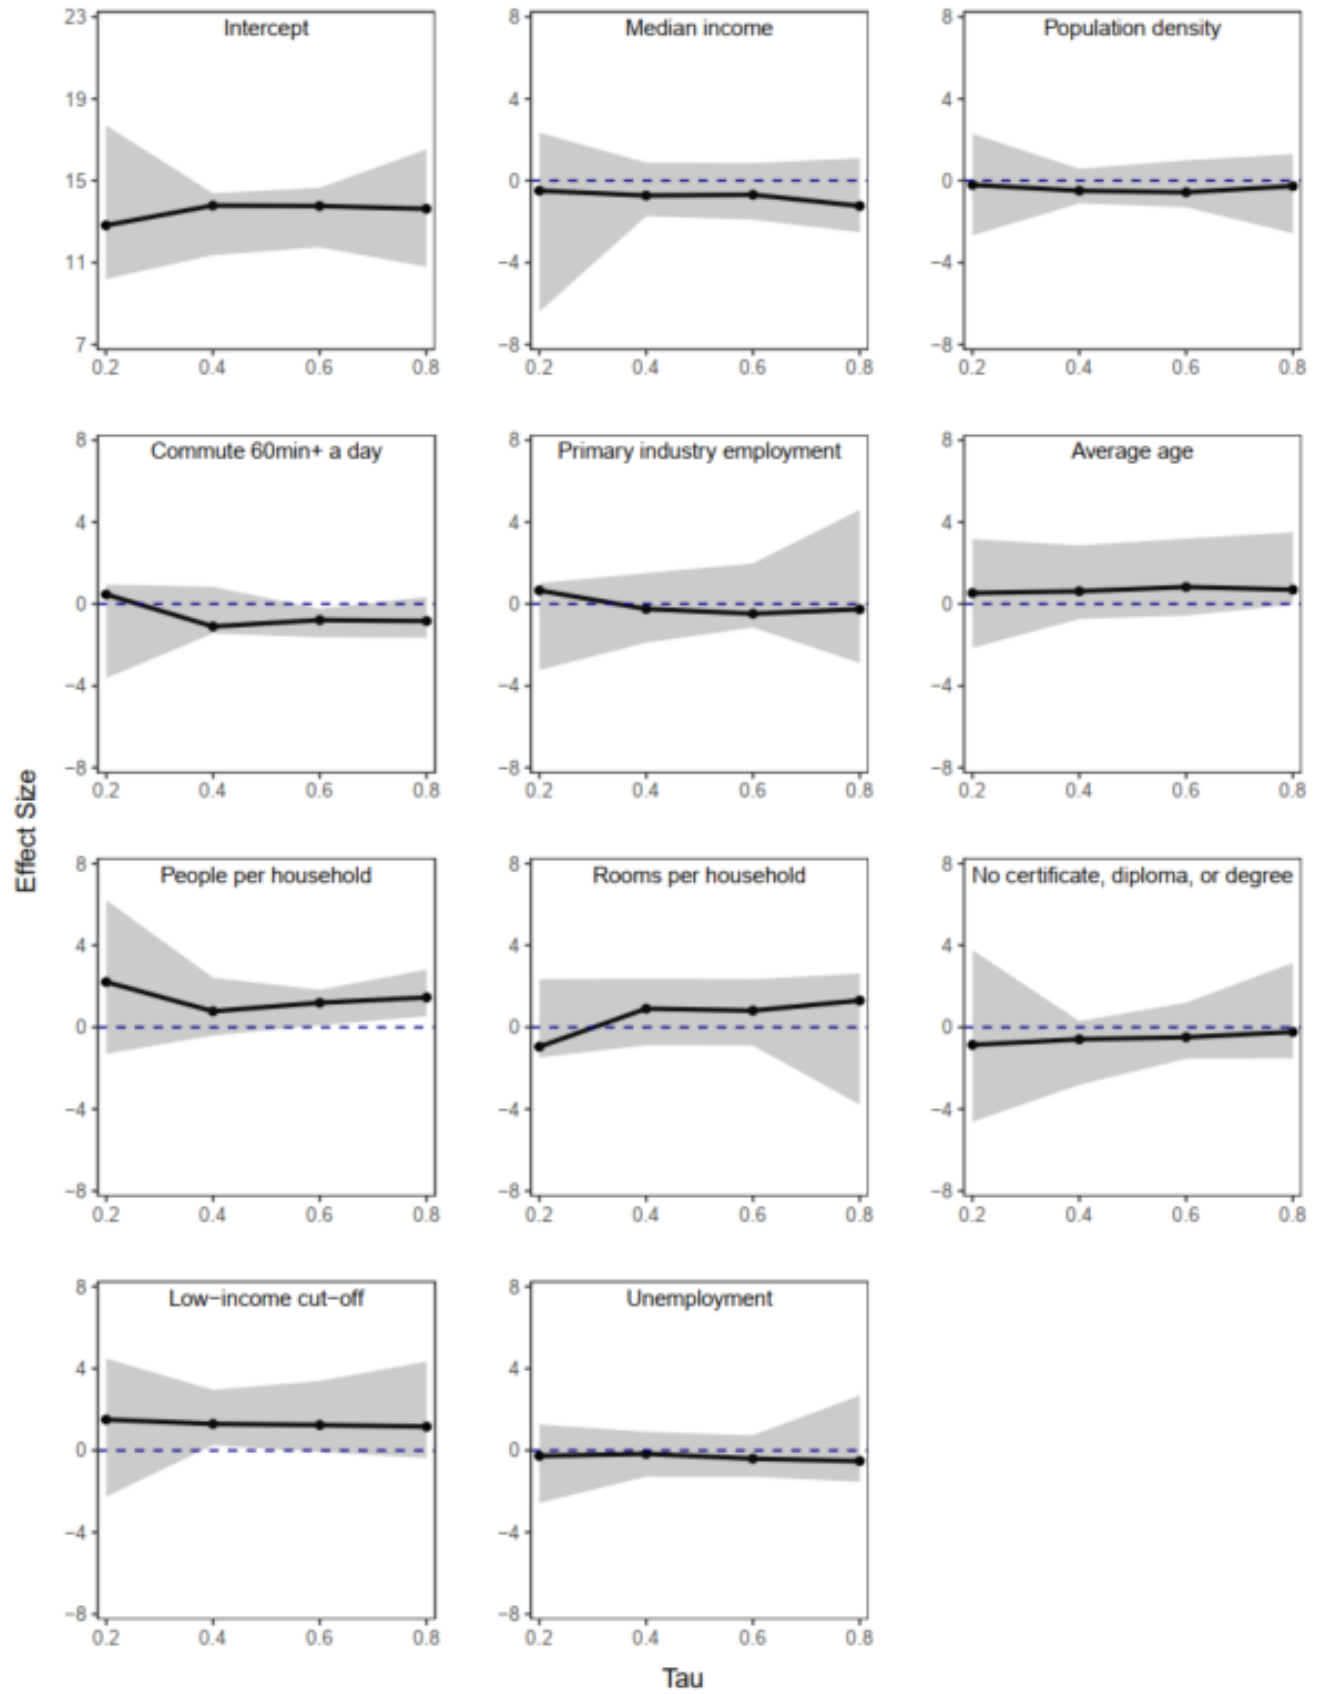 Intercept
23
19
15
11
7
0.2 0.4 0.6 0.8
Median income
8
4
0
−4
−8
0.2 0.4 0.6 0.8
Population density
8
4
0
−4
−8
0.2 0.4 0.6 0.8
Commute 60min+ a day
8
4
0
−4
−8
0.2 0.4 0.6 0.8
Primary industry employment
8
4
0
−4
−8
0.2 0.4 0.6 0.8
Average age
8
4
0
−4
−8
0.2 0.4 0.6 0.8
Effect Size
People per household
8
4
0
−4
−8
0.2 0.4 0.6 0.8
Rooms per household
8
4
0
−4
−8
0.2 0.4 0.6 0.8
No certificate, diploma, or degree
8
4
0
−4
−8
0.2 0.4 0.6 0.8
Low−income cut−off
8
4
0
−4
−8
0.2 0.4 0.6 0.8
Unemployment
8
4
0
−4
−8
0.2 0.4 0.6 0.8
Tau